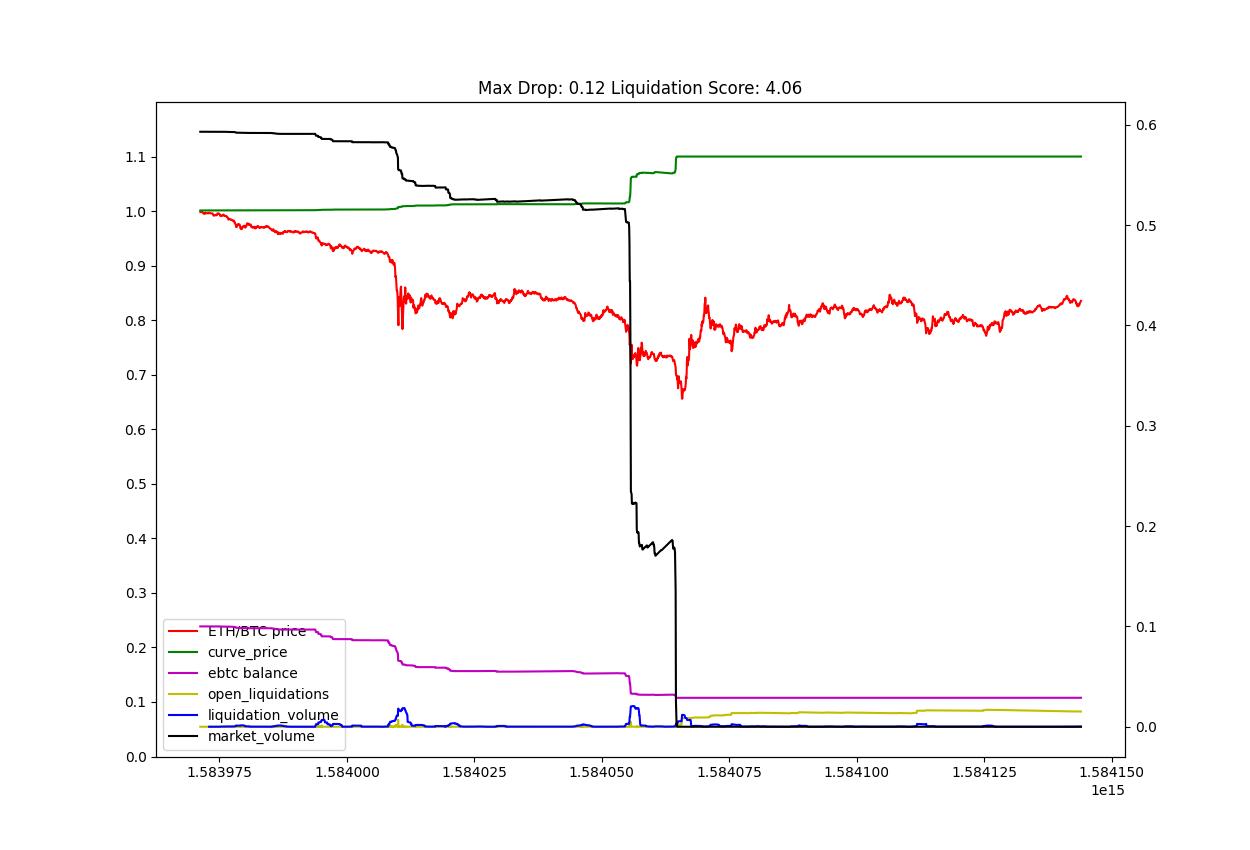 Max Drop: 0.12 Liquidation Score: 4.06
1.1
1.0
0.9
0.8
0.7
0.6
0.5
0.4
0.3
0.2
0.1
0.0
0.6
0.5
0.4
0.3
0.2
0.1
0.0
ETH/BTC price
curve_price
ebtc balance
open_liquidations
liquidation_volume
market_volume
1.583975 1.584000 1.584025 1.584050 1.584075 1.584100 1.584125 1.584150
1e15